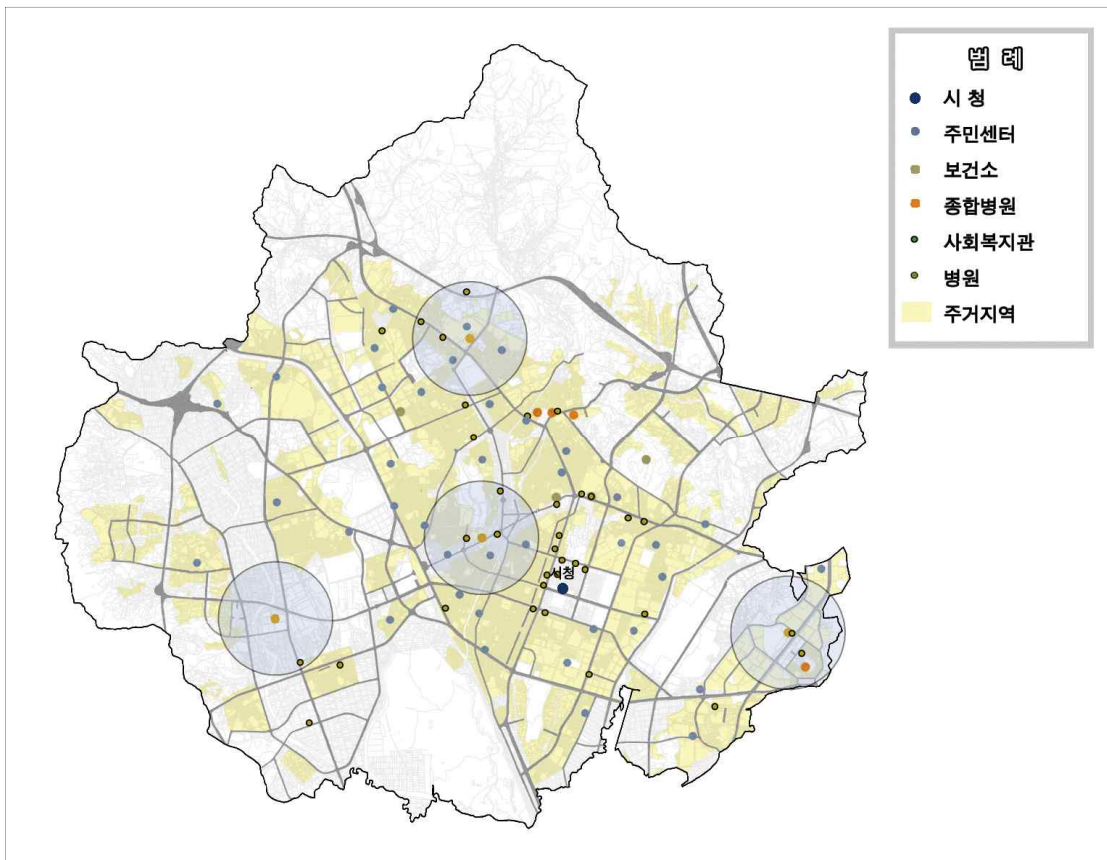 범 례
시 청
주민센터
보건소
종합병원
사회복지관
병원
주거지역
시청